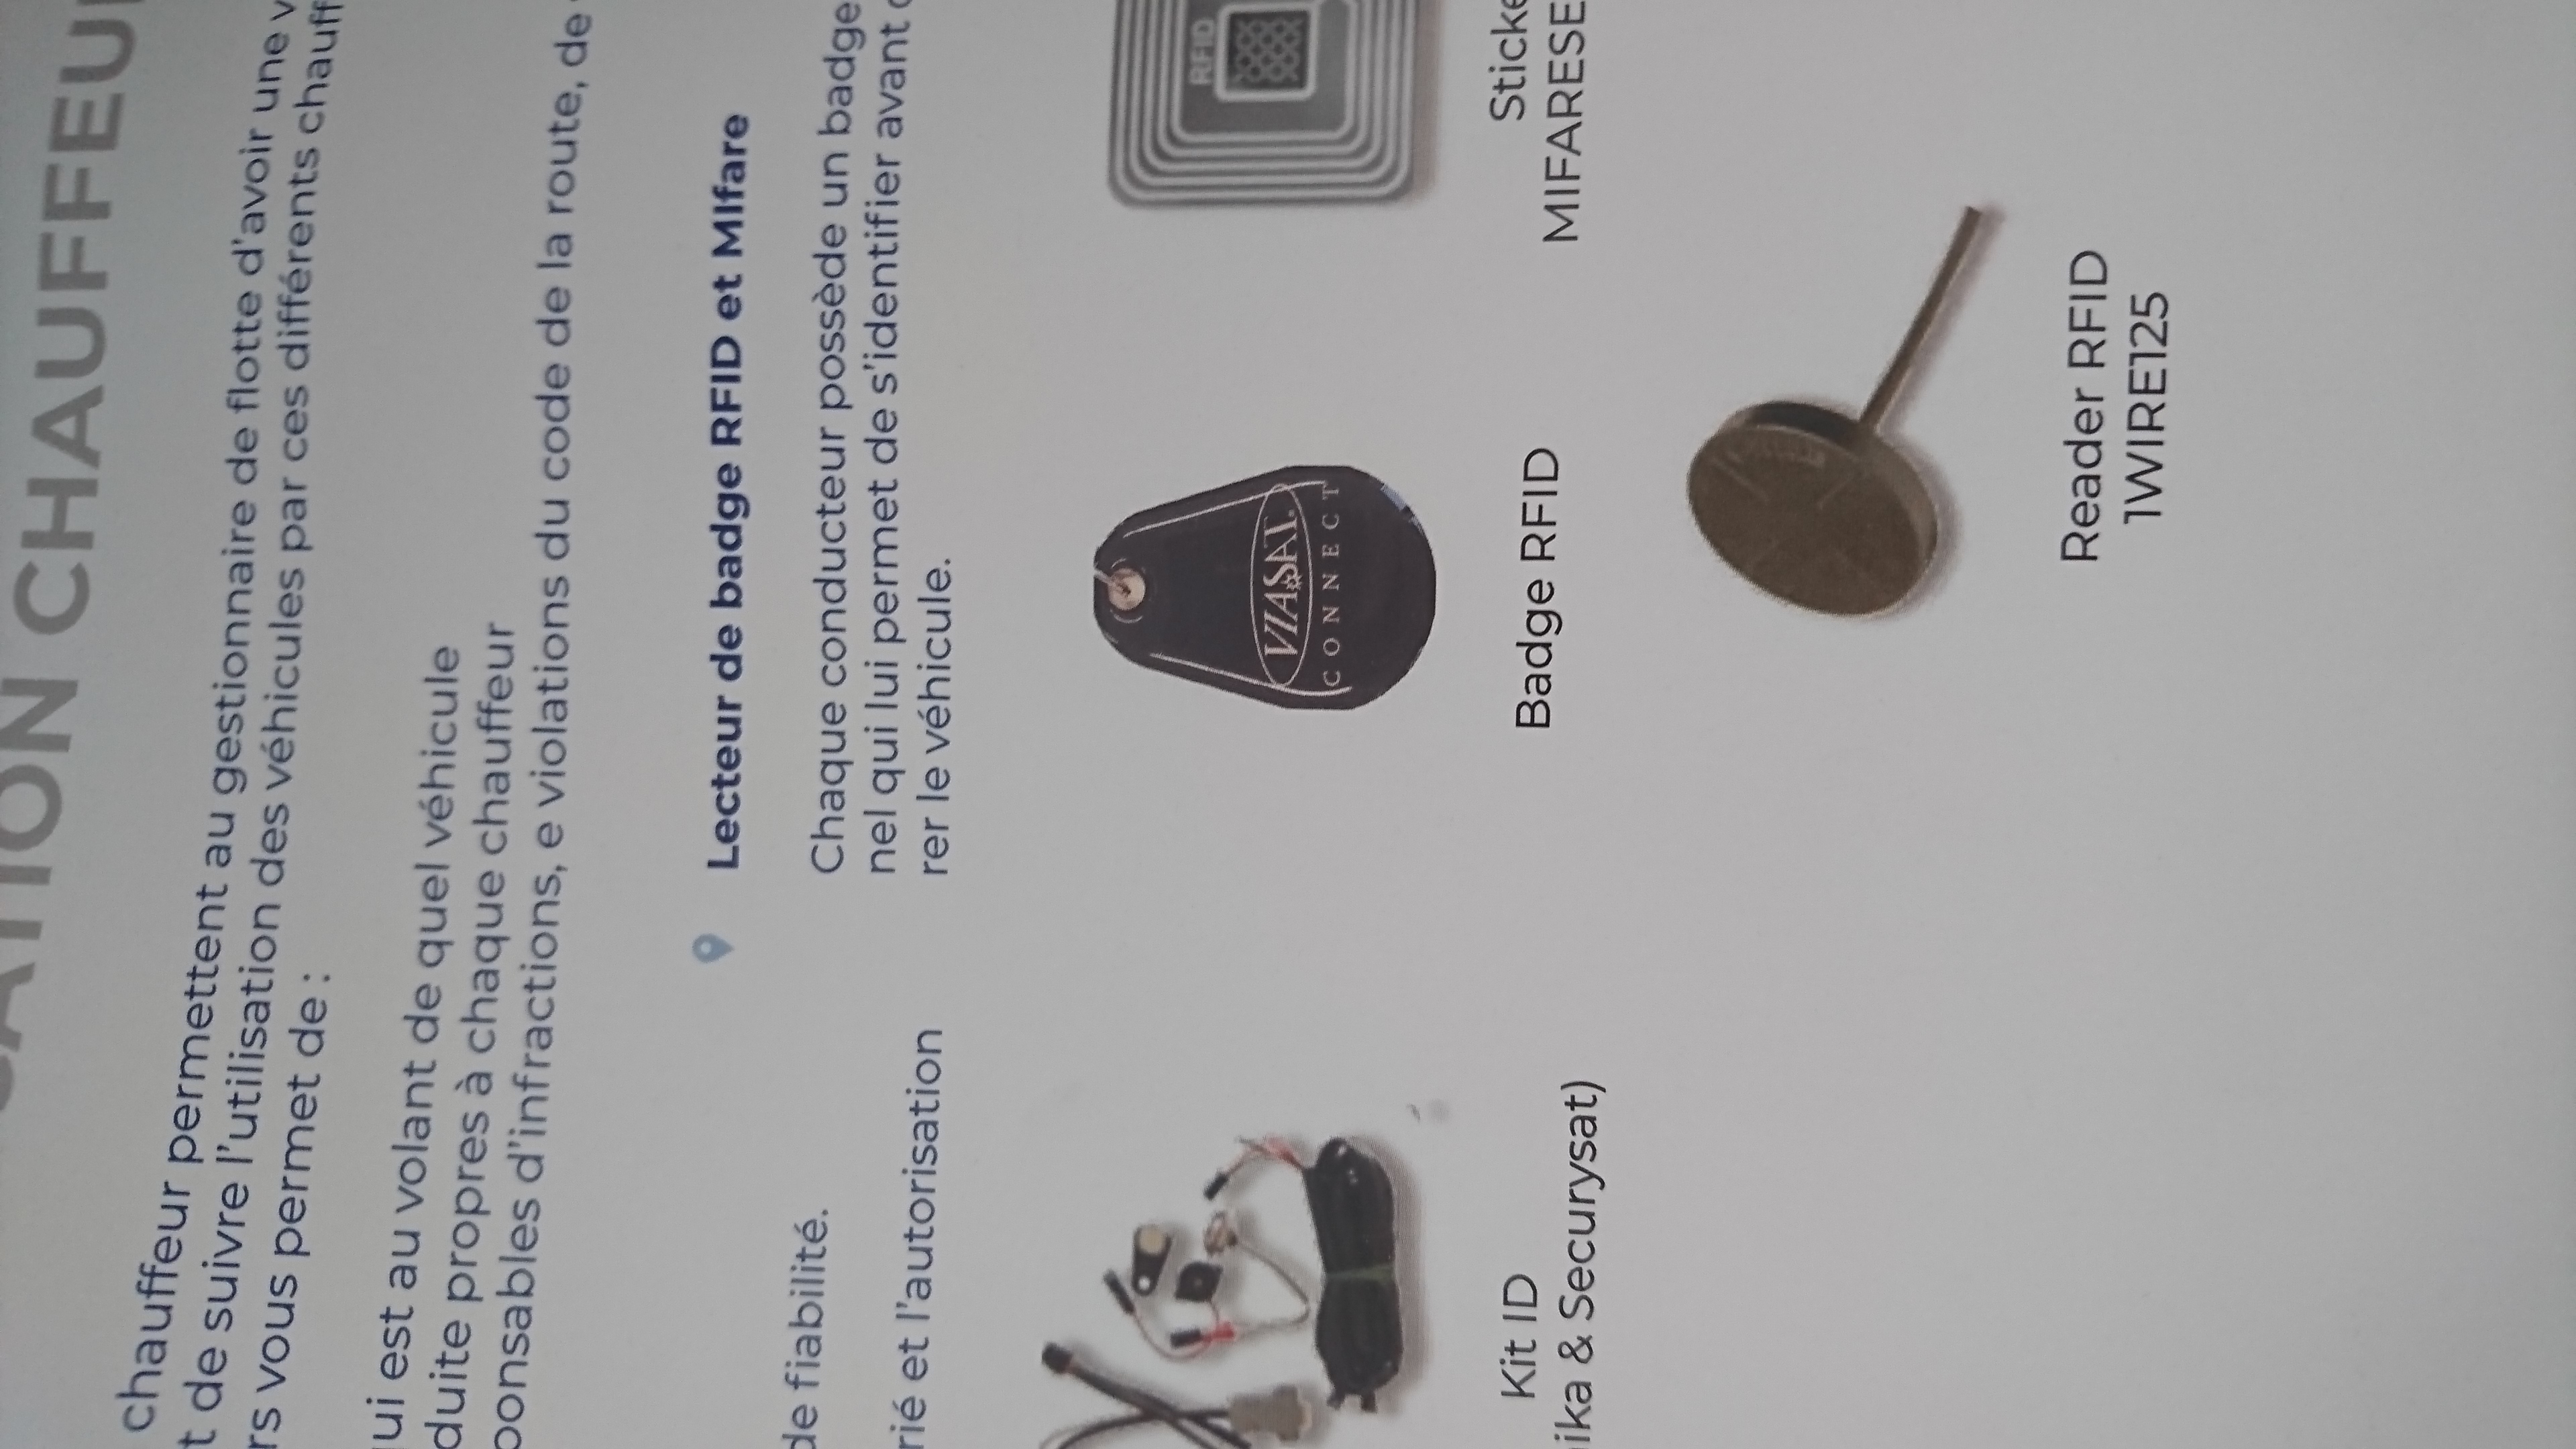 CATION CHAUFFEU
chauffeur permettent au gestionnaire de flotte d'avoir une v
t de suivre l'utilisation des véhicules par ces différents chauff
rs vous permet de :
qui est au volant de quel véhicule
duite propres à chaque chauffeur
ponsables d'infractions, e violations du code de la route, de
de fiabilité.
rié et l'autorisation
Lecteur de badge RFID et MIfare
Chaque conducteur possède un badge
nel qui lui permet de s'identifier avant d
rer le véhicule.
VIASAT
CONNECT
RFID
Kit ID
ika & Securysat)
Badge RFID
Sticke
MIFARESE
Reader RFID
1WIRE125